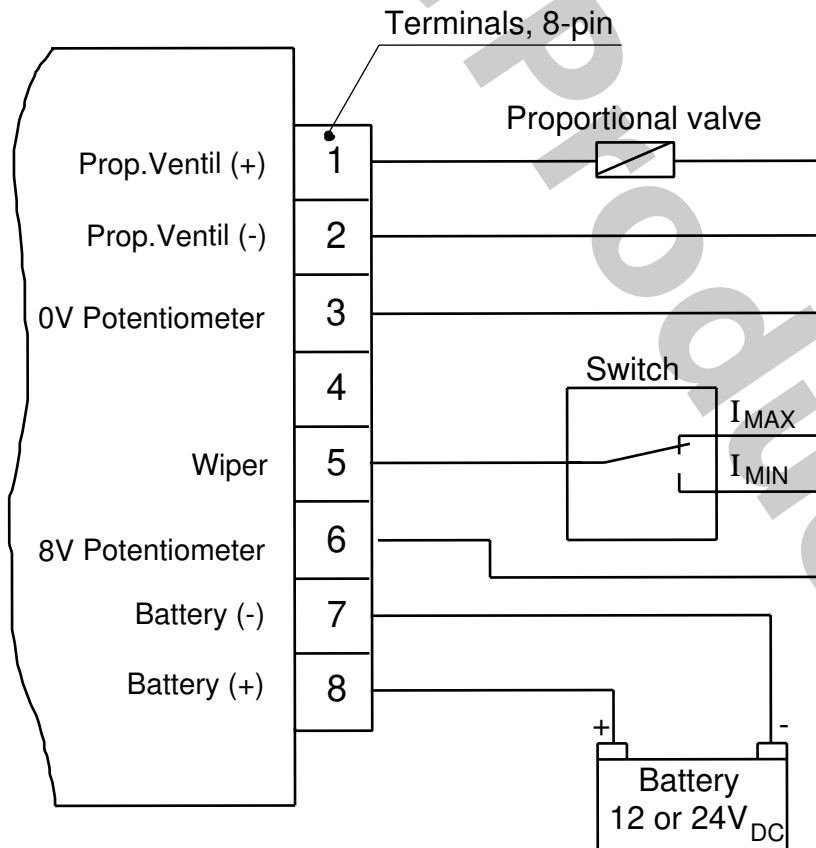 Terminals, 8-pin
Proportional valve
Prop.Ventil (+) 1
Prop.Ventil (-) 2
0V Potentiometer 3
4
Switch
I MAX
Wiper 5
I MIN
8V Potentiometer 6
Battery (-) 7
Battery (+) 8
+ -
Battery
12 or 24V DC
Produ